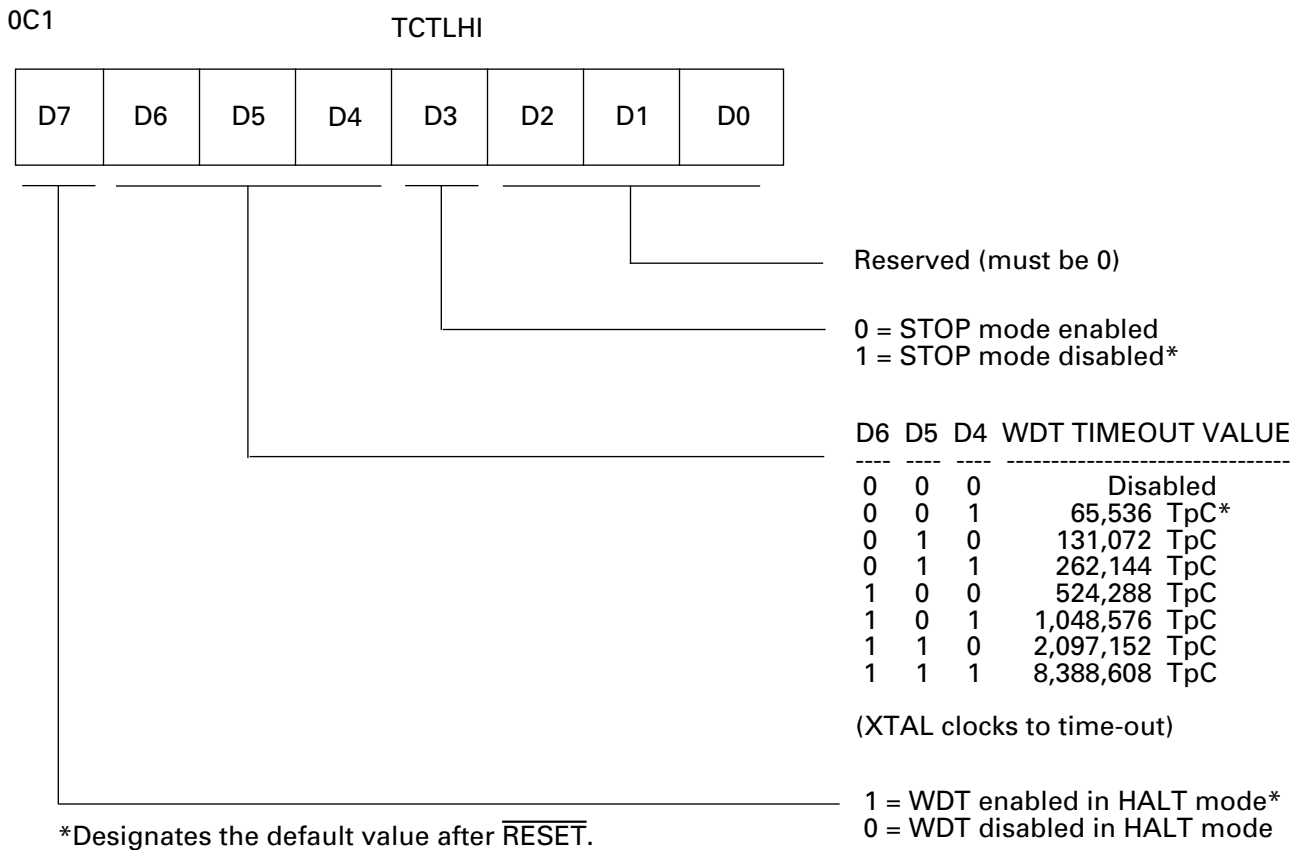 0C1
TCTLHI
D7 D6 D5 D4 D3 D2 D1 D0
Reserved (must be 0)
0 = STOP mode enabled
1 = STOP mode disabled*
D6 D5 D4 WDT TIMEOUT VALUE
---- ---- ---- --------------------------------
0 0 0 Disabled
0 0 1 65,536 TpC*
0 1 0 131,072 TpC
0 1 1 262,144 TpC
1 0 0 524,288 TpC
1 0 1 1,048,576 TpC
1 1 0 2,097,152 TpC
1 1 1 8,388,608 TpC
(XTAL clocks to time-out)
1 = WDT enabled in HALT mode*
0 = WDT disabled in HALT mode
*Designates the default value after R̅E̅S̅E̅T̅.